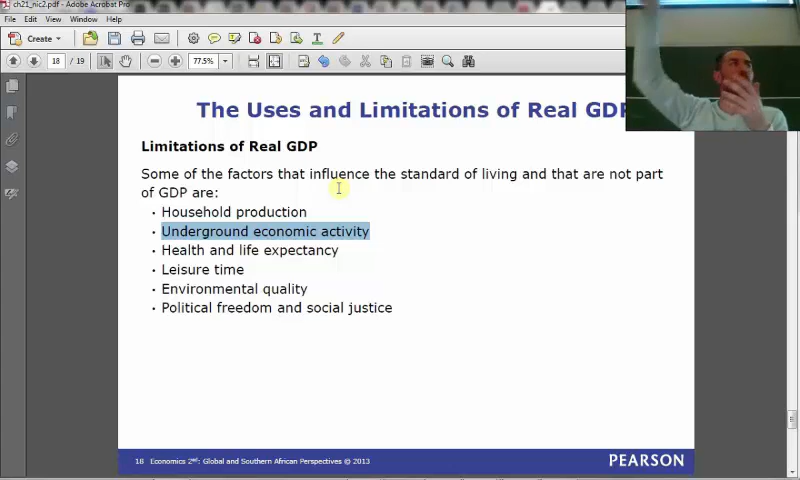 ch21_nic2.pdf - Adobe Acrobat Pro
File Edit View Window Help
Create
18 / 19 77.5%
The Uses and Limitations of Real GDP
Limitations of Real GDP
Some of the factors that influence the standard of living and that are not part
of GDP are:
• Household production
• Underground economic activity
• Health and life expectancy
• Leisure time
• Environmental quality
• Political freedom and social justice
18 Economics 2nd: Global and Southern African Perspectives © 2013
PEARSON